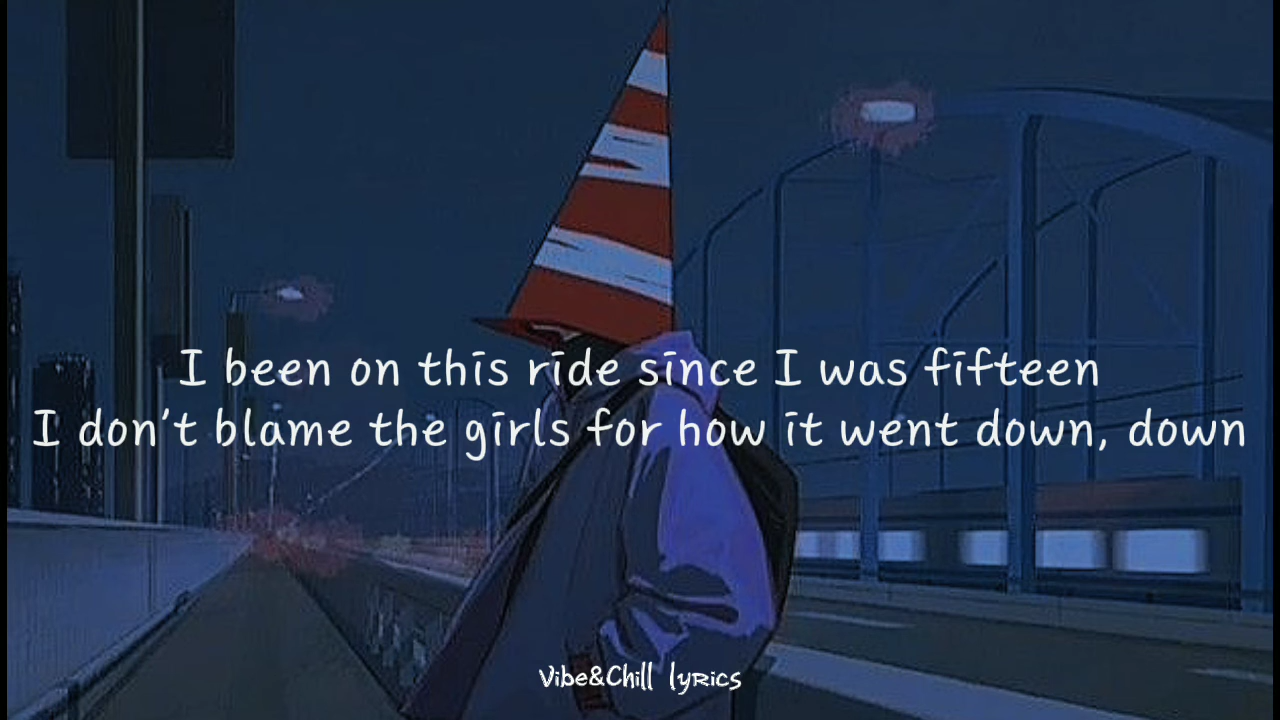 I been on this ride since I was fifteen
I don't blame the girls for how it went down, down
Vibe&Chill lyrics